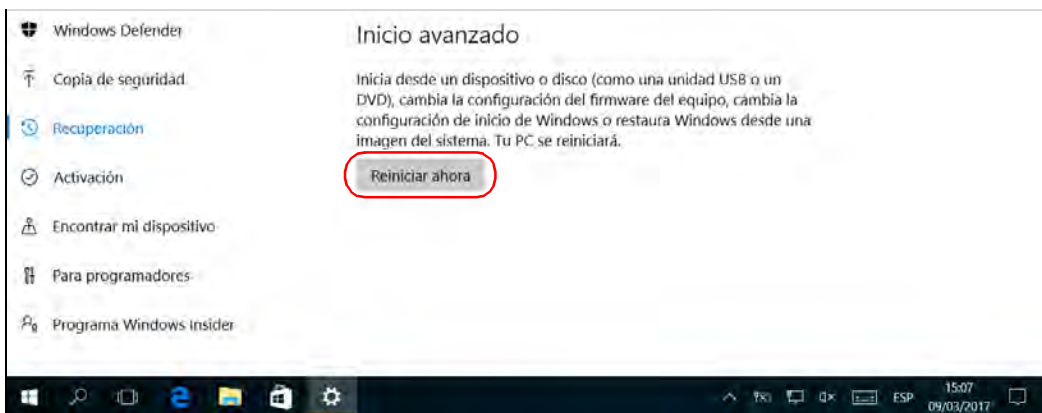 Windows Defender
Copia de seguridad
Recuperación
Activación
Encontrar mi dispositivo
Para programadores
Programa Windows Insider
Inicio avanzado
Inicia desde un dispositivo o disco (como una unidad USB o un
DVD), cambia la configuración del firmware del equipo, cambia la
configuración de inicio de Windows o restaura Windows desde una
imagen del sistema. Tu PC se reiniciará.
Reiniciar ahora
ESP
15:07
09/03/2017